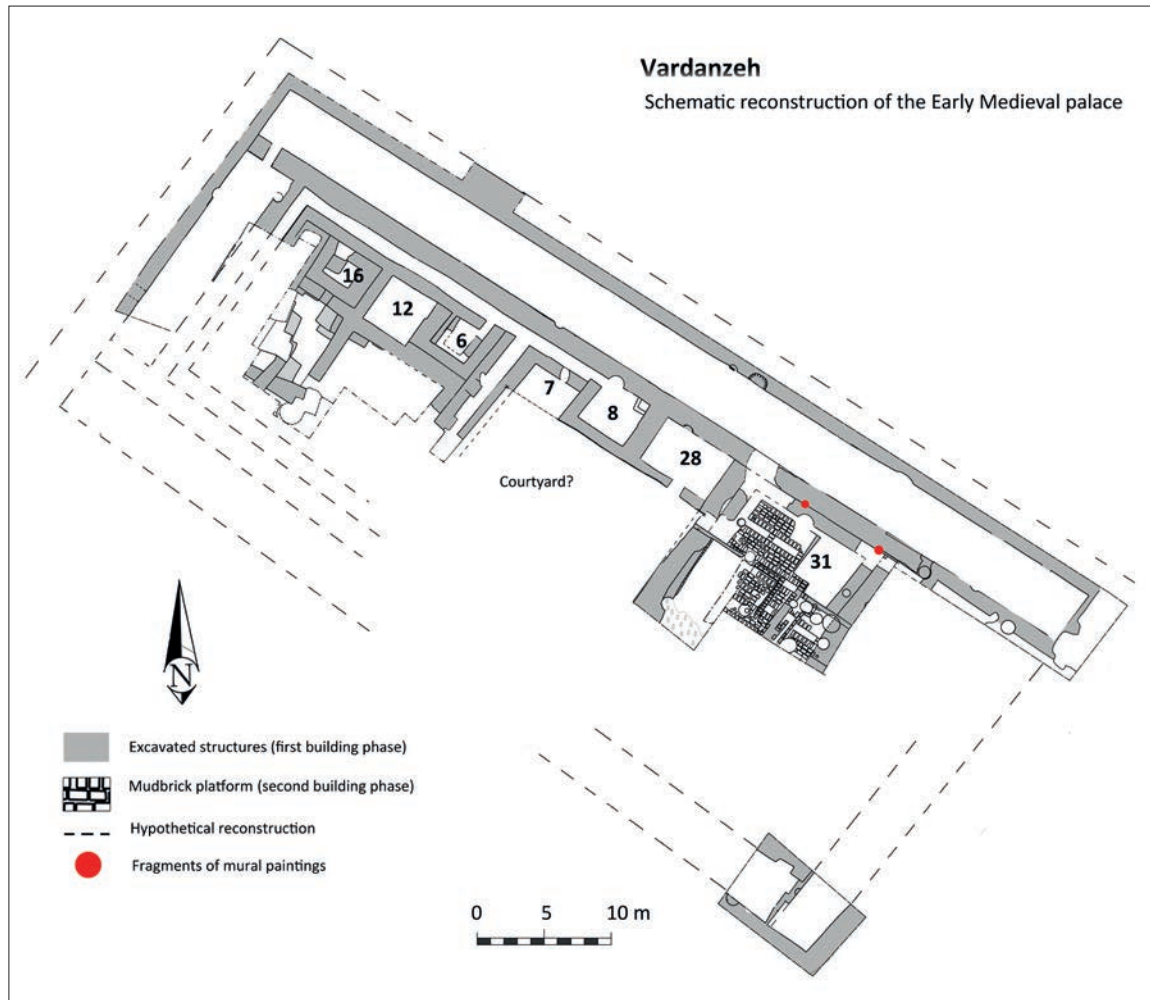 Vardanzeh
Schematic reconstruction of the Early Medieval palace
16
12
6
7
8
28
Courtyard?
31
N
Excavated structures (first building phase)
Mudbrick platform (second building phase)
Hypothetical reconstruction
Fragments of mural paintings
0 5 10 m